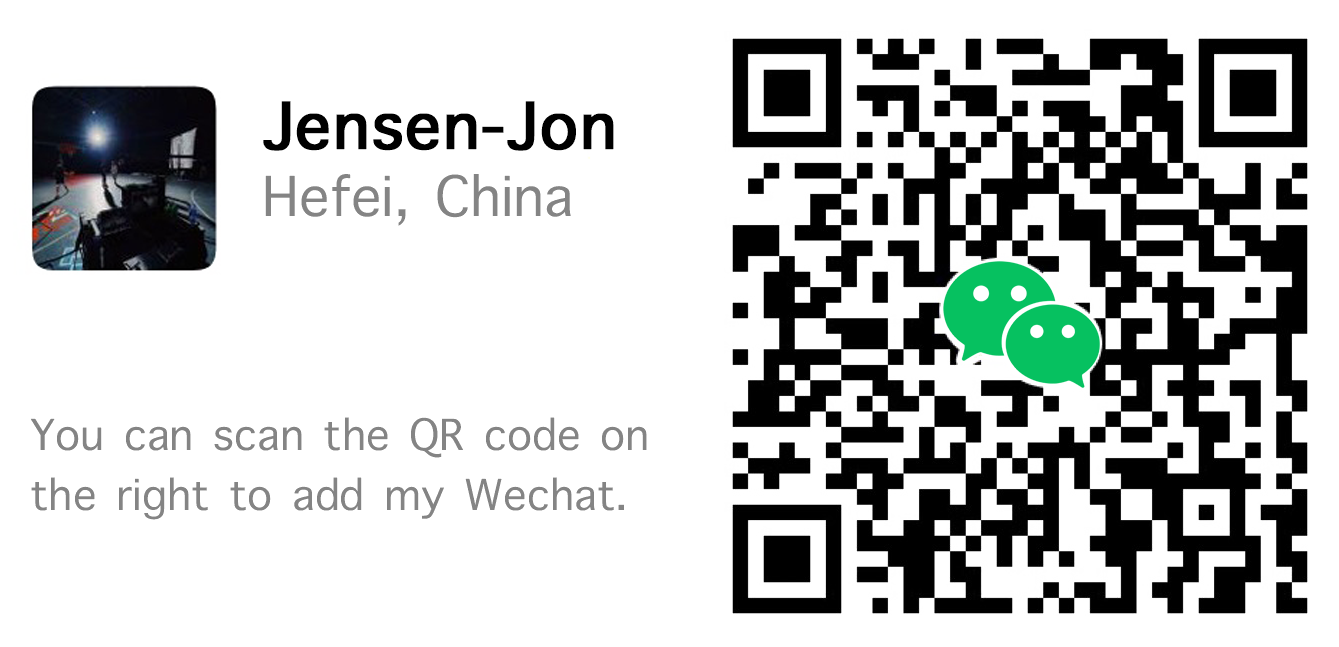 Jensen-Jon
Hefei, China
You can scan the QR code on
the right to add my Wechat.